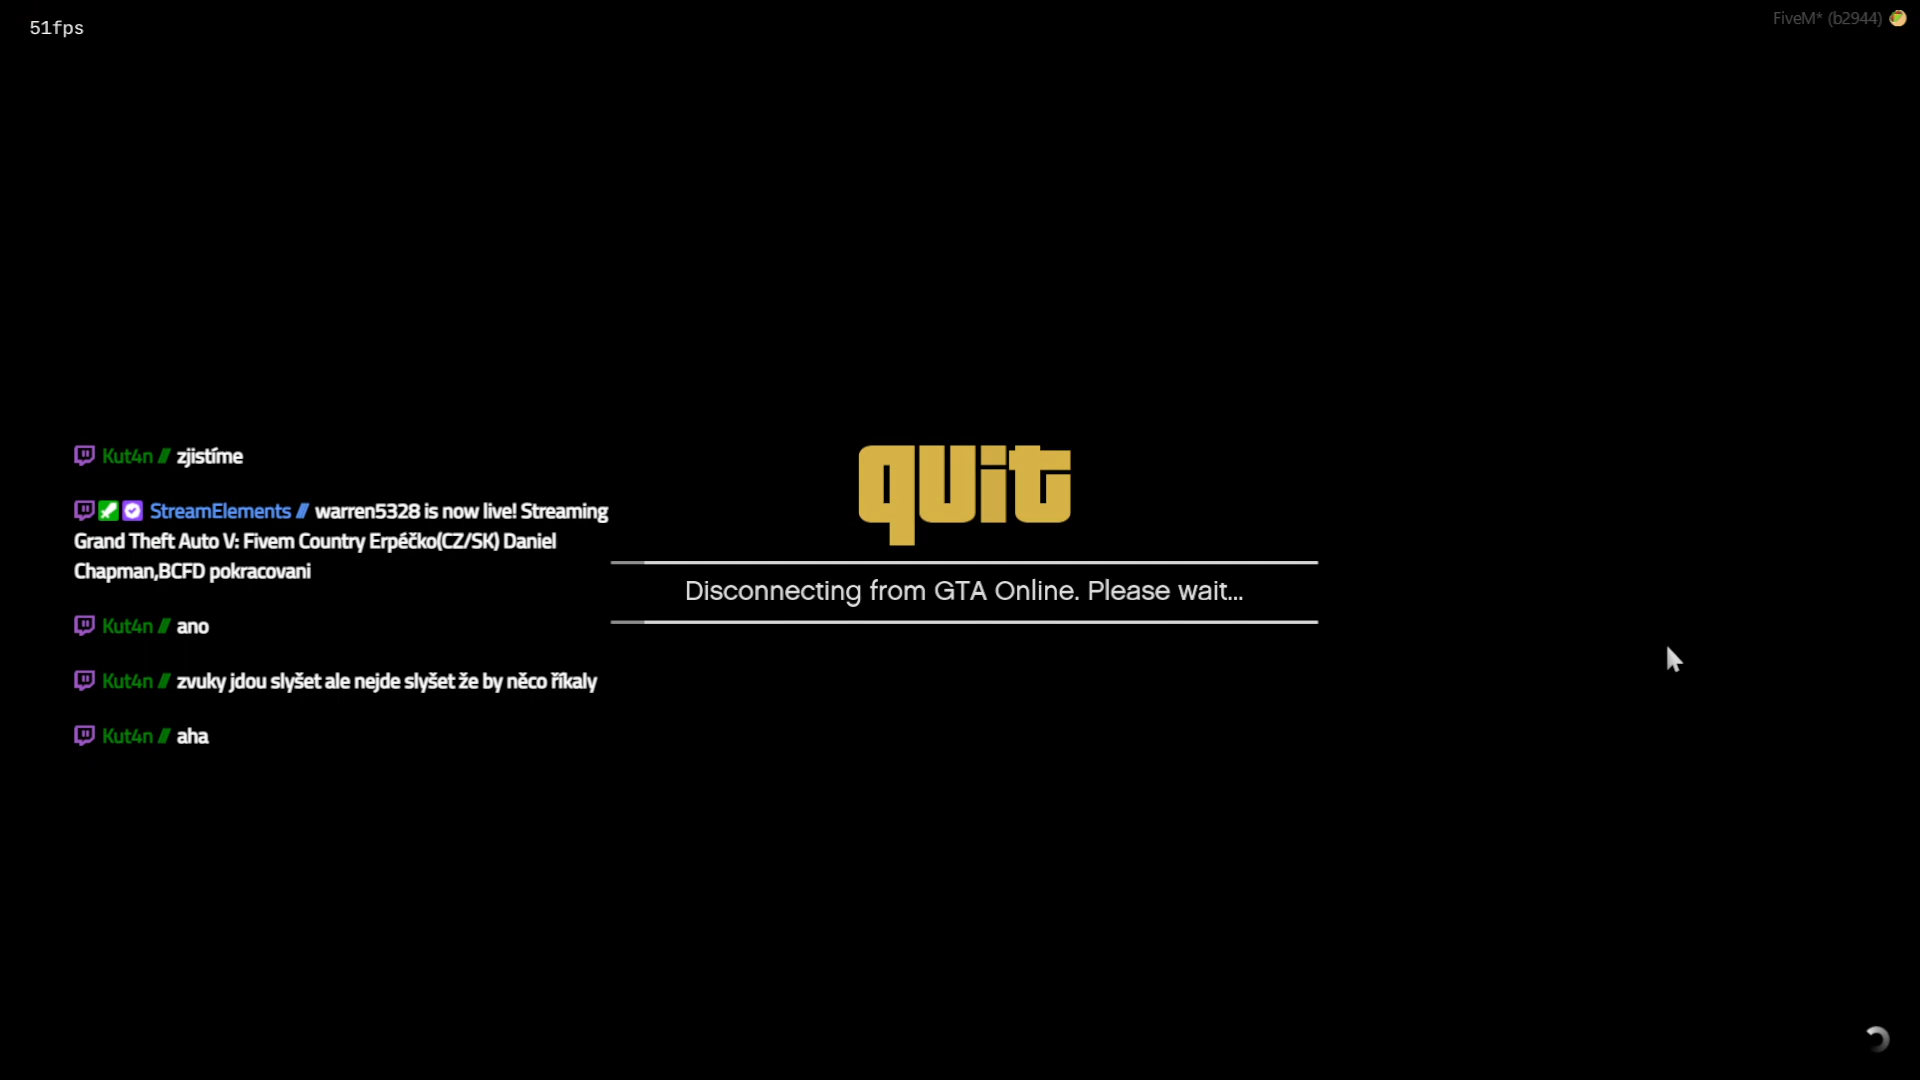 51fps
FiveM* (b2944)
Kut4n // zjistíme
StreamElements // warren5328 is now live! Streaming
Grand Theft Auto V: Fivem Country Erpéčko(CZ/SK) Daniel
Chapman,BCFD pokracovani
Kut4n // ano
Kut4n // zvuky jdou slyšet ale nejde slyšet že by něco říkaly
Kut4n // aha
quit
Disconnecting from GTA Online. Please wait...